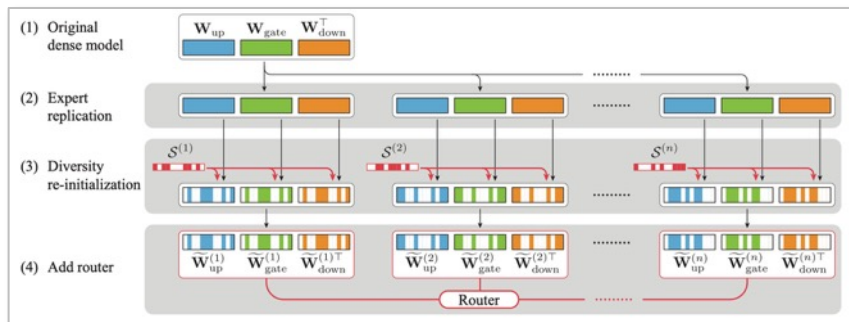 (1) Original dense model
W_up W_gate W_down^⊤
(2) Expert replication
(3) Diversity re-initialization
S^(1) S^(2) S^(n)
(4) Add router
W̃_up^(1) W̃_gate^(1) W̃_down^(1)⊤ W̃_up^(2) W̃_gate^(2) W̃_down^(2)⊤ W̃_up^(n) W̃_gate^(n) W̃_down^(n)⊤
Router